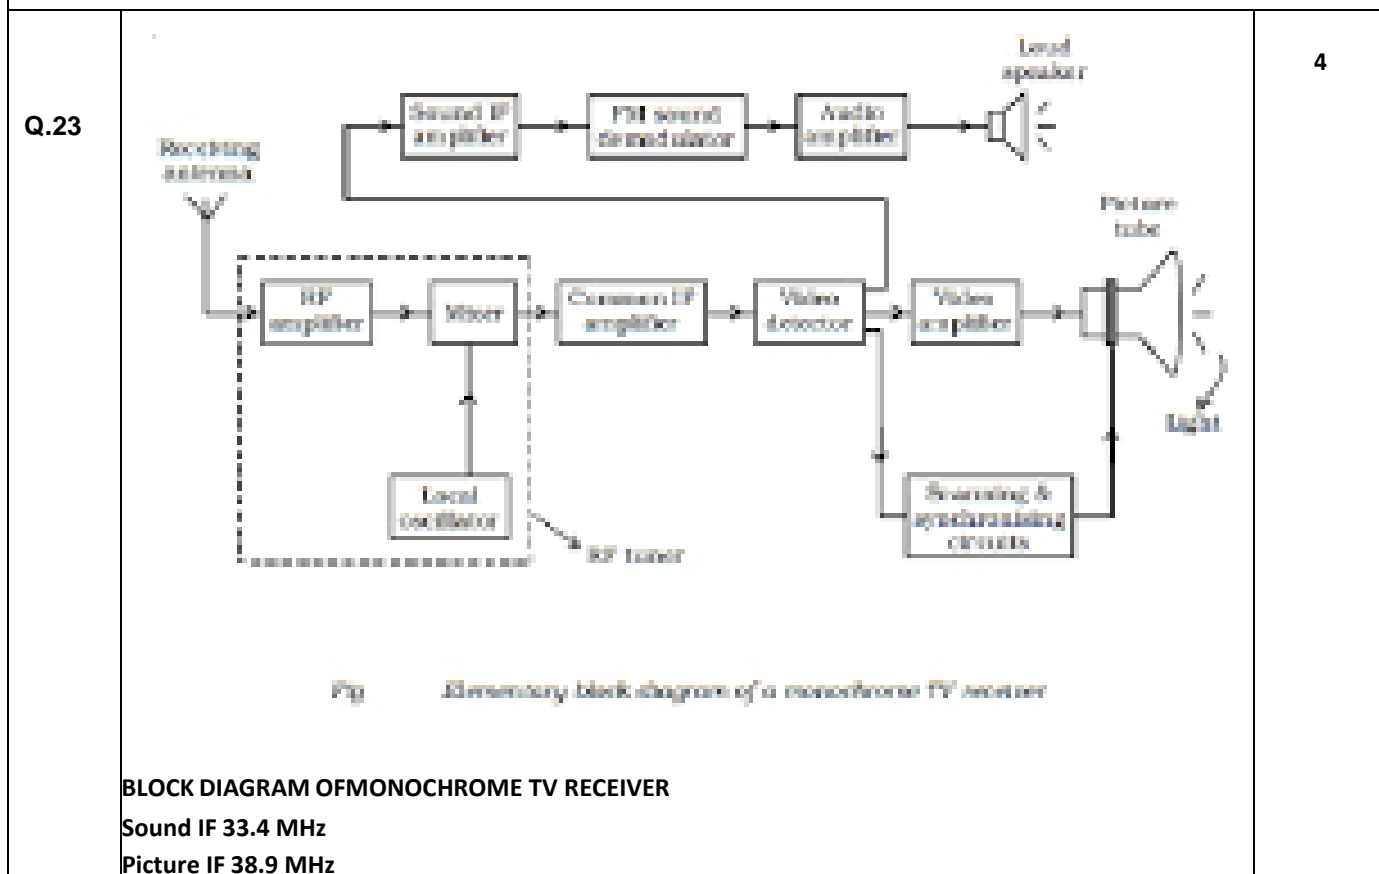 Q.23
4
Loud
speaker
Sound IF
amplifier
FM sound
demodulator
Audio
amplifier
Receiving
antenna
Picture
tube
RF
amplifier
Mixer
Common IF
amplifier
Video
detector
Video
amplifier
Light
Local
oscillator
Scanning &
synchronising
circuits
RF tuner
Fig Elementary block diagram of a monochrome TV receiver
BLOCK DIAGRAM OFMONOCHROME TV RECEIVER
Sound IF 33.4 MHz
Picture IF 38.9 MHz